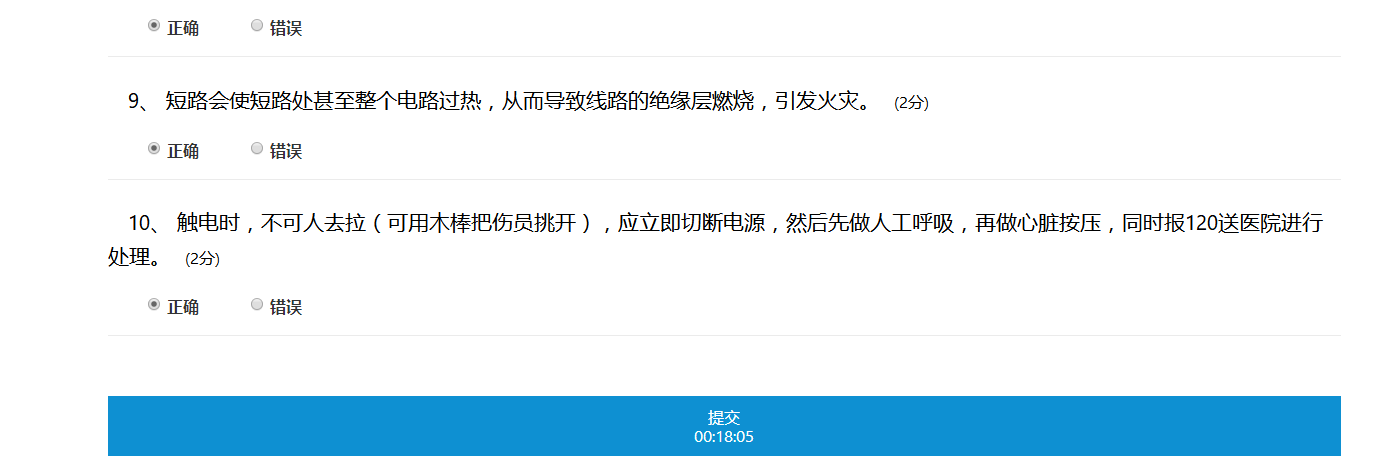 正确 错误
9、 短路会使短路处甚至整个电路过热，从而导致线路的绝缘层燃烧，引发火灾。 (2分)
正确 错误
10、 触电时，不可人去拉（可用木棒把伤员挑开），应立即切断电源，然后先做人工呼吸，再做心脏按压，同时报120送医院进行
处理。 (2分)
正确 错误
提交
00:18:05